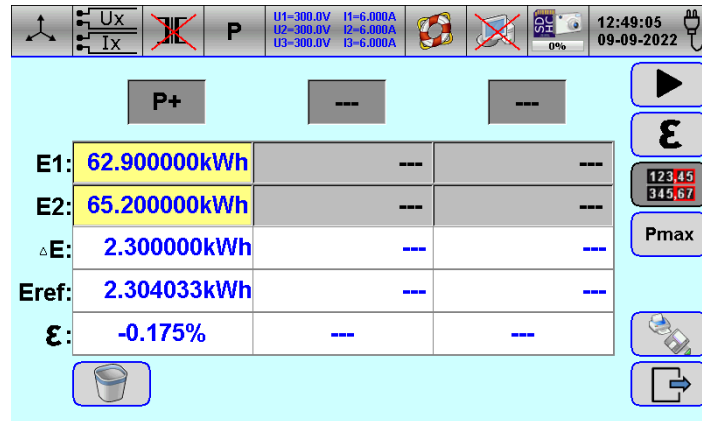 Ux
Ix
P
U1=300.0V I1=6.000A
U2=300.0V I2=6.000A
U3=300.0V I3=6.000A
SD
HC
0%
12:49:05
09-09-2022
P+ --- ---
E1: 62.900000kWh --- ---
E2: 65.200000kWh --- ---
△E: 2.300000kWh --- ---
Eref: 2.304033kWh --- ---
ε: -0.175% --- ---
ε
123,45
345,67
Pmax